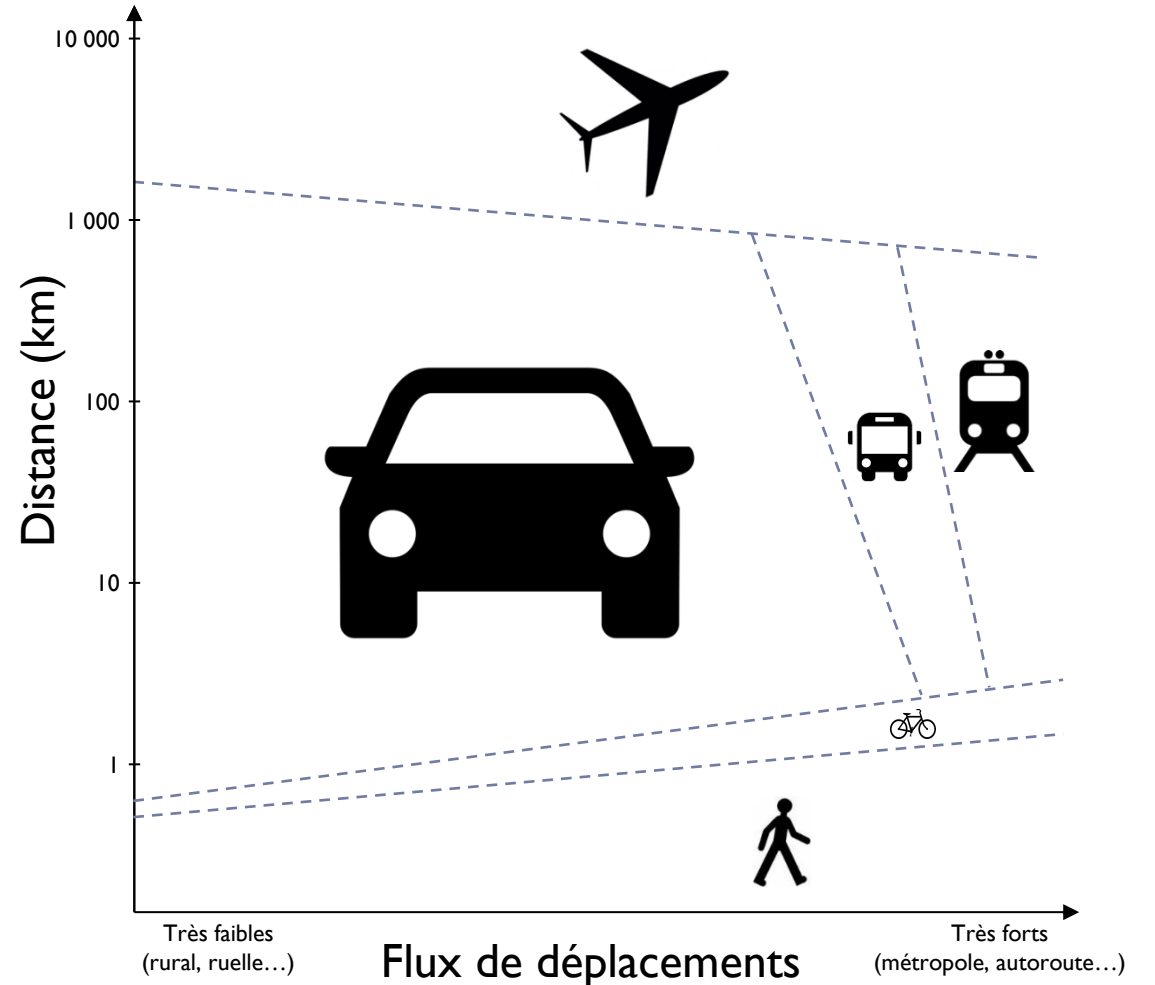 10 000
1 000
100
10
1
Distance (km)
Très faibles
(rural, ruelle…)
Flux de déplacements
Très forts
(métropole, autoroute…)